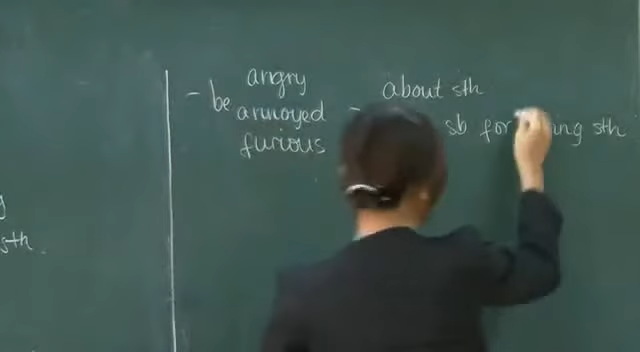 angry
- be annoyed - about sth
furious
sb for sth
sth.